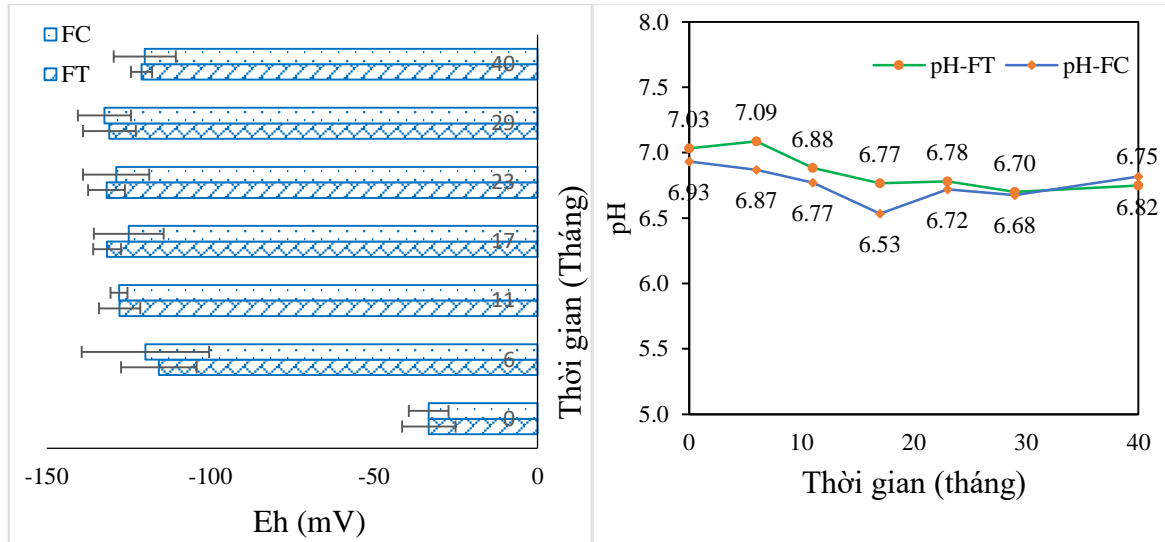 FC
FT
40
29
23
17
11
6
0
Thời gian (Tháng)
-150 -100 -50 0
Eh (mV)
8.0
7.5
7.0
6.5
6.0
5.5
5.0
pH
pH-FT pH-FC
7.03 7.09 6.88 6.77 6.78 6.70 6.75
6.93 6.87 6.77 6.53 6.72 6.68 6.82
0 10 20 30 40
Thời gian (tháng)